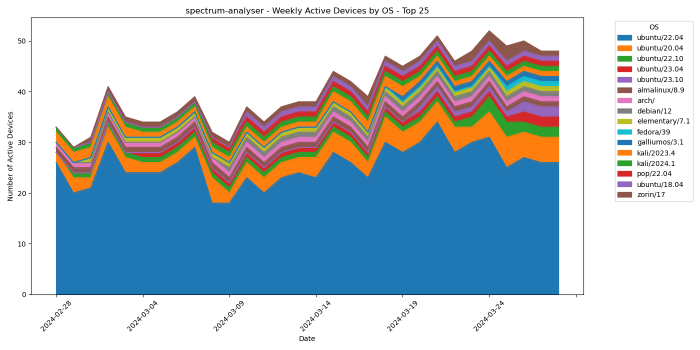 spectrum-analyser - Weekly Active Devices by OS - Top 25
Number of Active Devices
50
40
30
20
10
0
2024-02-28
2024-03-04
2024-03-09
2024-03-14
2024-03-19
2024-03-24
Date
OS
ubuntu/22.04
ubuntu/20.04
ubuntu/22.10
ubuntu/23.04
ubuntu/23.10
almalinux/8.9
arch/
debian/12
elementary/7.1
fedora/39
galliumos/3.1
kali/2023.4
kali/2024.1
pop/22.04
ubuntu/18.04
zorin/17